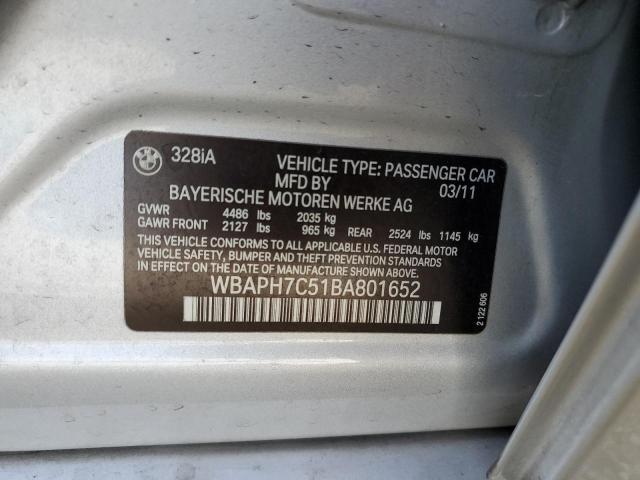 BMW
328iA
VEHICLE TYPE: PASSENGER CAR
MFD BY 03/11
BAYERISCHE MOTOREN WERKE AG
GVWR 4486 lbs 2035 kg
GAWR FRONT 2127 lbs 965 kg REAR 2524 lbs 1145 kg
THIS VEHICLE CONFORMS TO ALL APPLICABLE U.S. FEDERAL MOTOR
VEHICLE SAFETY, BUMPER AND THEFT PREVENTION STANDARDS
IN EFFECT ON THE DATE OF MANUFACTURE SHOWN ABOVE.
WBAPH7C51BA801652
2 122 606